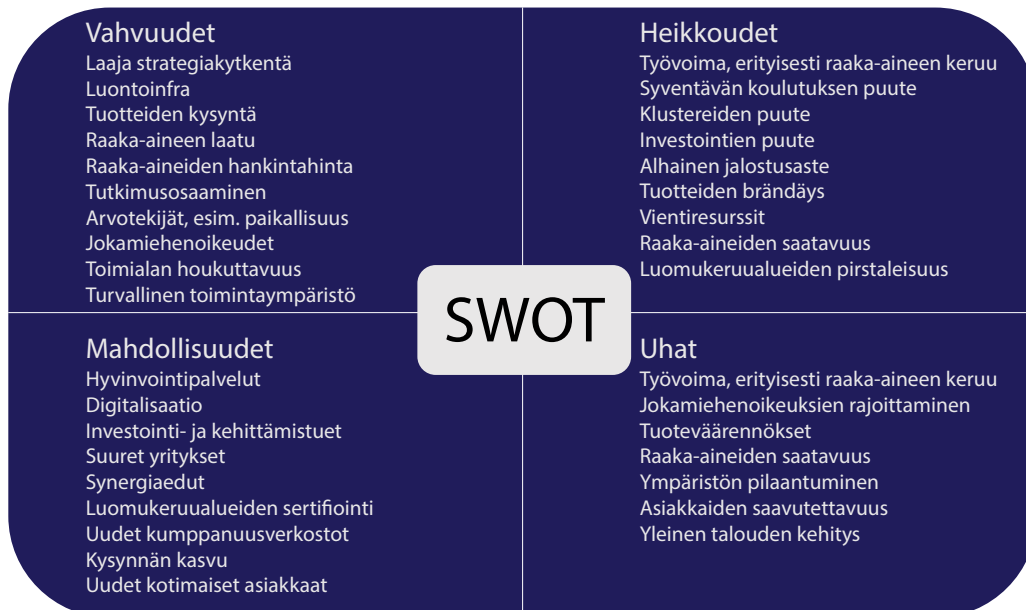 Vahvuudet
Laaja strategiakytkentä
Luontoinfra
Tuotteiden kysyntä
Raaka-aineen laatu
Raaka-aineiden hankintahinta
Tutkimusosaaminen
Arvotekijät, esim. paikallisuus
Jokamiehenoikeudet
Toimialan houkuttavuus
Turvallinen toimintaympäristö
Heikkoudet
Työvoima, erityisesti raaka-aineen keruu
Syventävän koulutuksen puute
Klustereiden puute
Investointien puute
Alhainen jalostusaste
Tuotteiden brändäys
Vientiresurssit
Raaka-aineiden saatavuus
Luomukeruualueiden pirstaleisuus
SWOT
Mahdollisuudet
Hyvinvointipalvelut
Digitalisaatio
Investointi- ja kehittämistuet
Suuret yritykset
Synergiaedut
Luomukeruualueiden sertifiointi
Uudet kumppanuusverkostot
Kysynnän kasvu
Uudet kotimaiset asiakkaat
Uhat
Työvoima, erityisesti raaka-aineen keruu
Jokamiehenoikeuksien rajoittaminen
Tuoteväärennökset
Raaka-aineiden saatavuus
Ympäristön pilaantuminen
Asiakkaiden saavutettavuus
Yleinen talouden kehitys